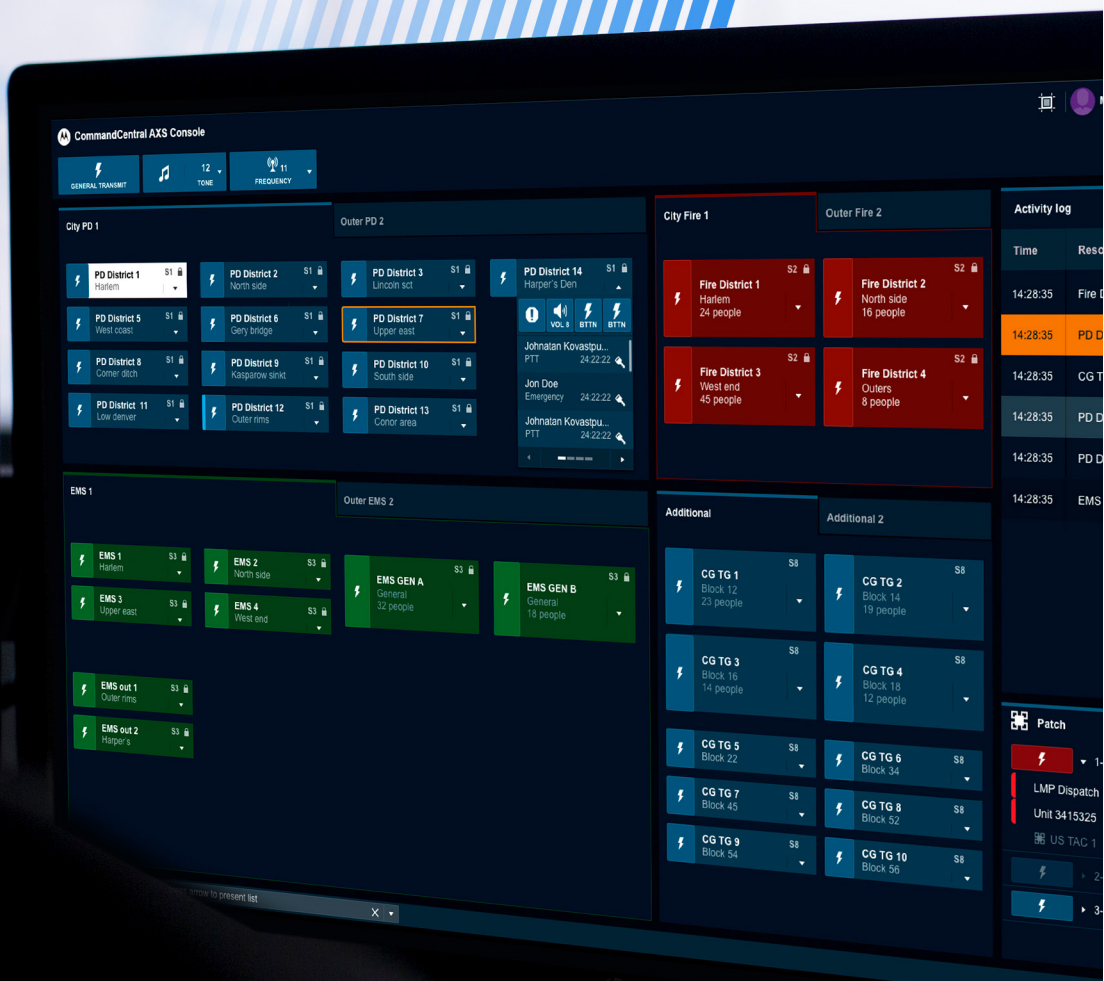 CommandCentral AXS Console
GENERAL TRANSMIT
12
TONE
11
FREQUENCY
City PD 1
Outer PD 2
PD District 1
S1
Harlem
PD District 2
S1
North side
PD District 3
S1
Lincoln sct
PD District 14
S1
Harper's Den
PD District 5
S1
West coast
PD District 6
S1
Gery bridge
PD District 7
S1
Upper east
VOL 8
BTTN
BTTN
PD District 8
S1
Corner ditch
PD District 9
S1
Kasparow sinkt
PD District 10
S1
South side
Johnatan Kovastpu...
PTT 24:22:22
Jon Doe
Emergency 24:22:22
Johnatan Kovastpu...
PTT 24:22:22
PD District 11
S1
Low denver
PD District 12
S1
Outer rims
PD District 13
S1
Conor area
City Fire 1
Outer Fire 2
S2
Fire District 1
Harlem
24 people
S2
Fire District 2
North side
16 people
S2
Fire District 3
West end
45 people
S2
Fire District 4
Outers
8 people
Activity log
Time Reso
14:28:35 Fire D
14:28:35 PD D
14:28:35 CG T
14:28:35 PD D
14:28:35 PD D
14:28:35 EMS
EMS 1
Outer EMS 2
EMS 1
S3
Harlem
EMS 2
S3
North side
S3
EMS GEN A
General
32 people
S3
EMS GEN B
General
18 people
EMS 3
S3
Upper east
EMS 4
S3
West end
EMS out 1
S3
Outer rims
EMS out 2
S3
Harper's
Additional
Additional 2
S8
CG TG 1
Block 12
23 people
S8
CG TG 2
Block 14
19 people
S8
CG TG 3
Block 16
14 people
S8
CG TG 4
Block 18
12 people
CG TG 5
S8
Block 22
CG TG 6
S8
Block 34
CG TG 7
S8
Block 45
CG TG 8
S8
Block 52
CG TG 9
S8
Block 54
CG TG 10
S8
Block 56
Patch
1-
LMP Dispatch
Unit 3415325
US TAC 1
2-
3-
arrow to present list
X